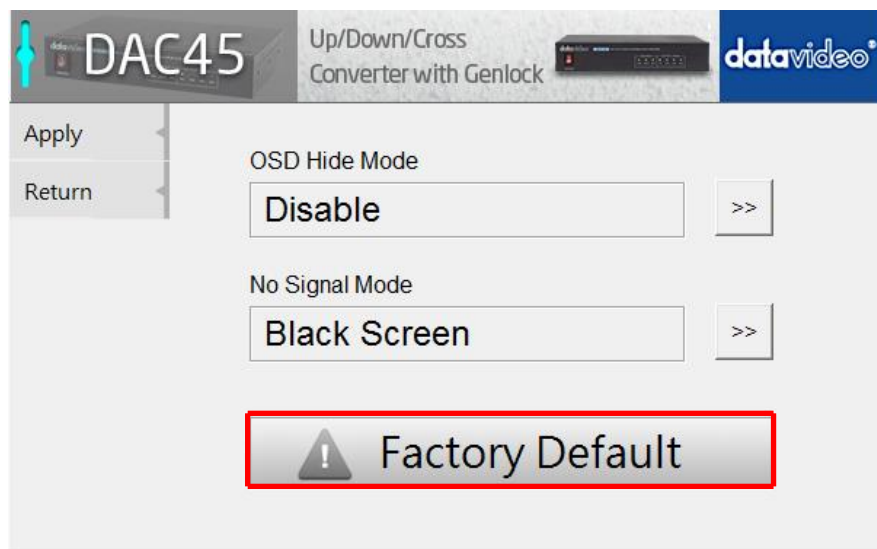 DAC45
Up/Down/Cross
Converter with Genlock
datavideo®
Apply
Return
OSD Hide Mode
Disable
>>
No Signal Mode
Black Screen
>>
Factory Default